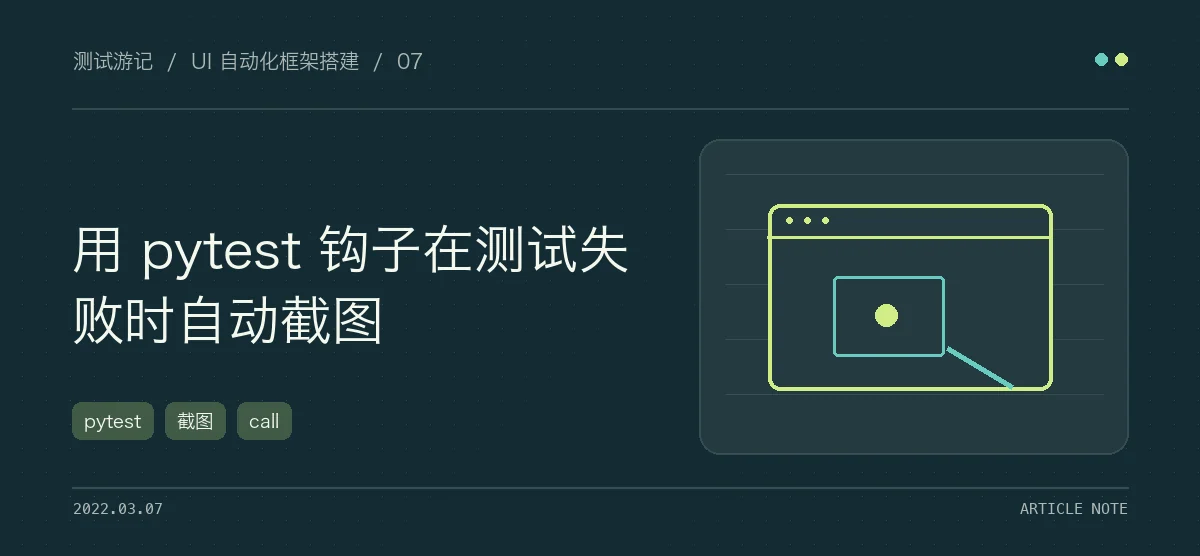 测试游记 / UI 自动化框架搭建 / 07
用 pytest 钩子在测试失
败时自动截图
pytest 截图 call
2022.03.07
ARTICLE NOTE